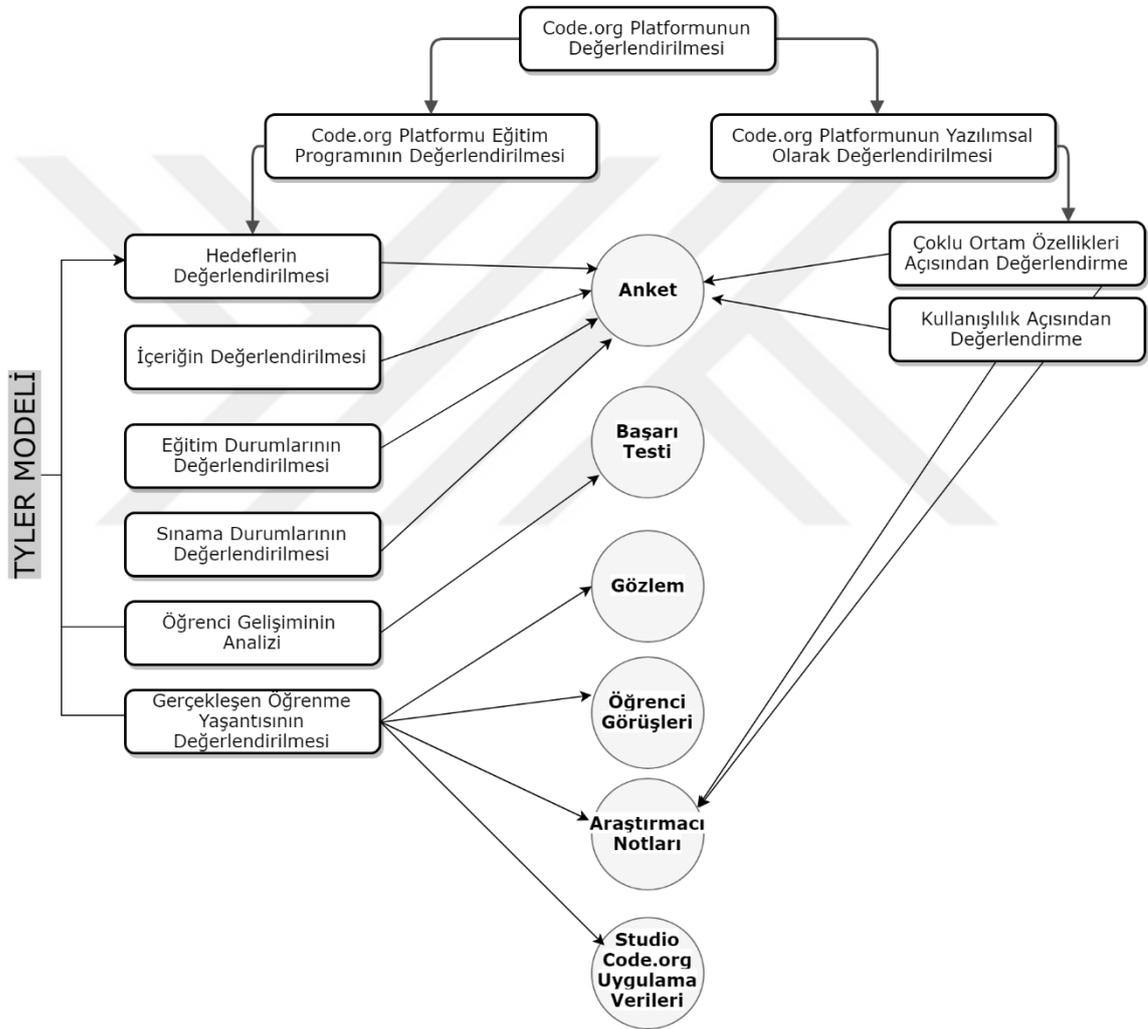 Code.org Platformunun
Değerlendirilmesi
Code.org Platformu Eğitim
Programının Değerlendirilmesi
Code.org Platformunun Yazılımsal
Olarak Değerlendirilmesi
TYLER MODELİ
Hedeflerin
Değerlendirilmesi
İçeriğin Değerlendirilmesi
Eğitim Durumlarının
Değerlendirilmesi
Sınama Durumlarının
Değerlendirilmesi
Öğrenci Gelişiminin
Analizi
Gerçekleşen Öğrenme
Yaşantısının
Değerlendirilmesi
Anket
Başarı
Testi
Gözlem
Öğrenci
Görüşleri
Araştırmacı
Notları
Studio
Code.org
Uygulama
Verileri
Çoklu Ortam Özellikleri
Açısından Değerlendirme
Kullanışlılık Açısından
Değerlendirme